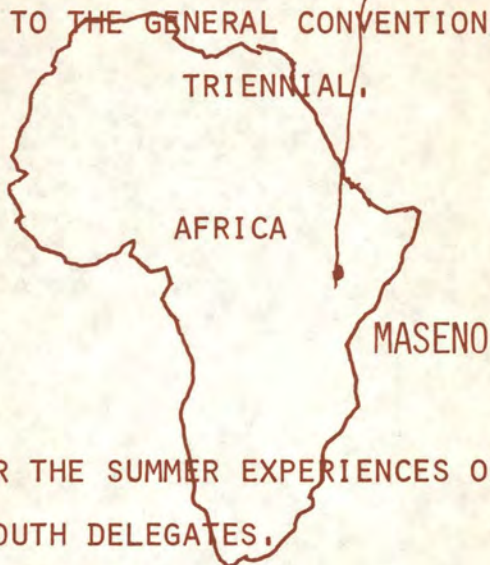 TO THE GENERAL CONVENTION
TRIENNIAL.
AFRICA
MASENO
R THE SUMMER EXPERIENCES O
OUTH DELEGATES.